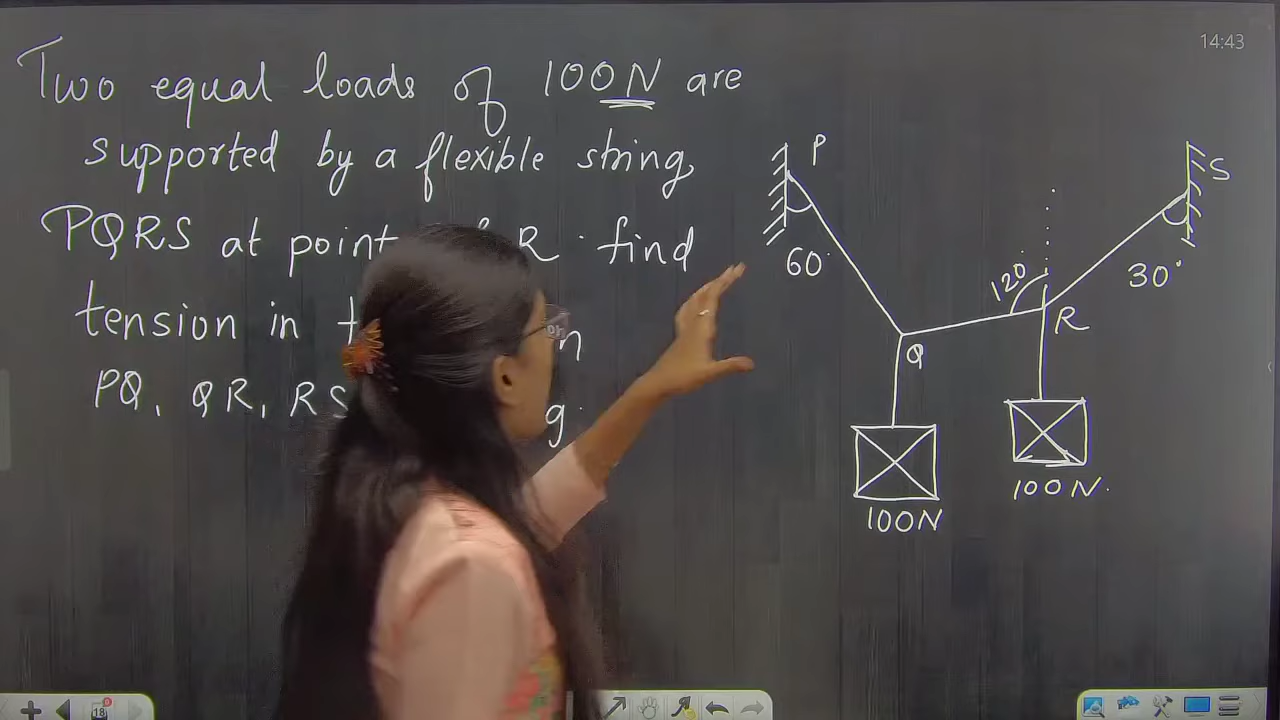 14:43
Two equal loads of 100N are
supported by a flexible string,
PQRS at point R. find
tension in
PQ, QR, RS
P
S
60°
120°
30°
R
Q
100N.
100N
18